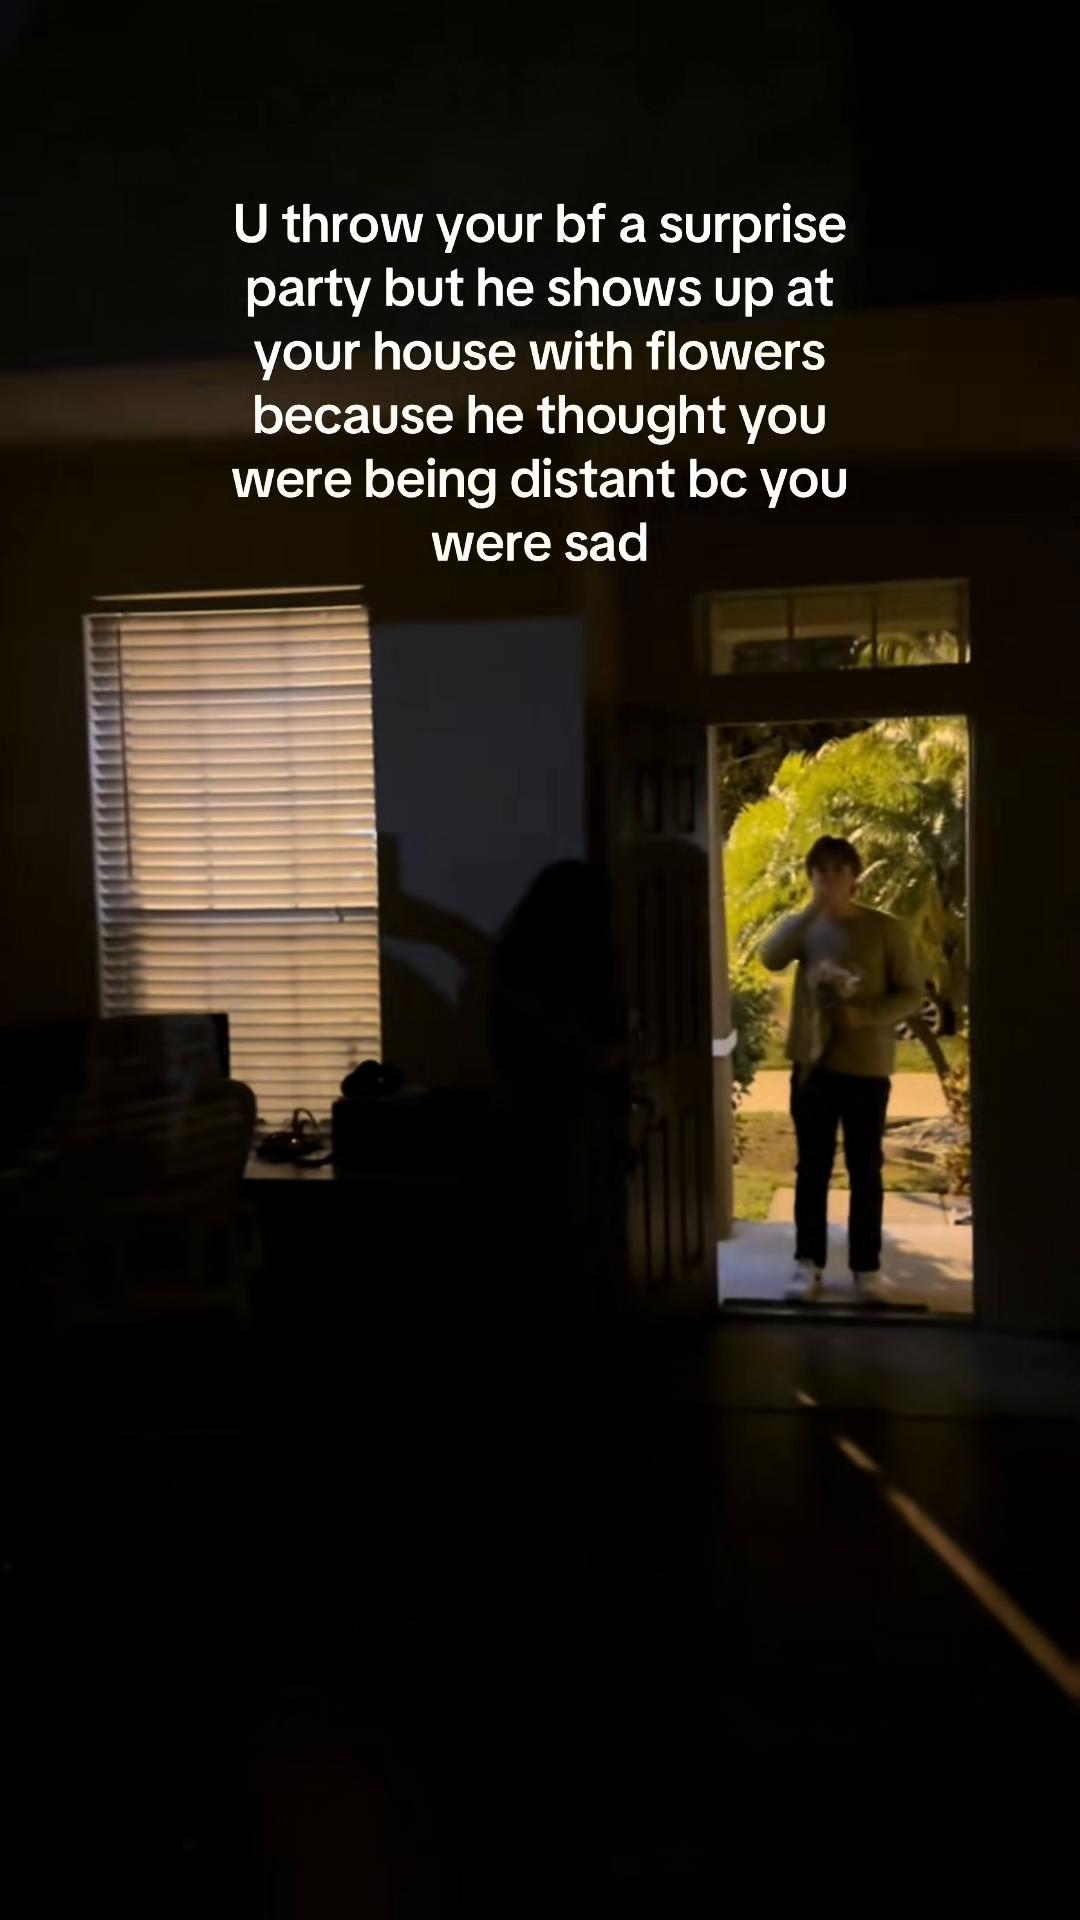 U throw your bf a surprise
party but he shows up at
your house with flowers
because he thought you
were being distant bc you
were sad